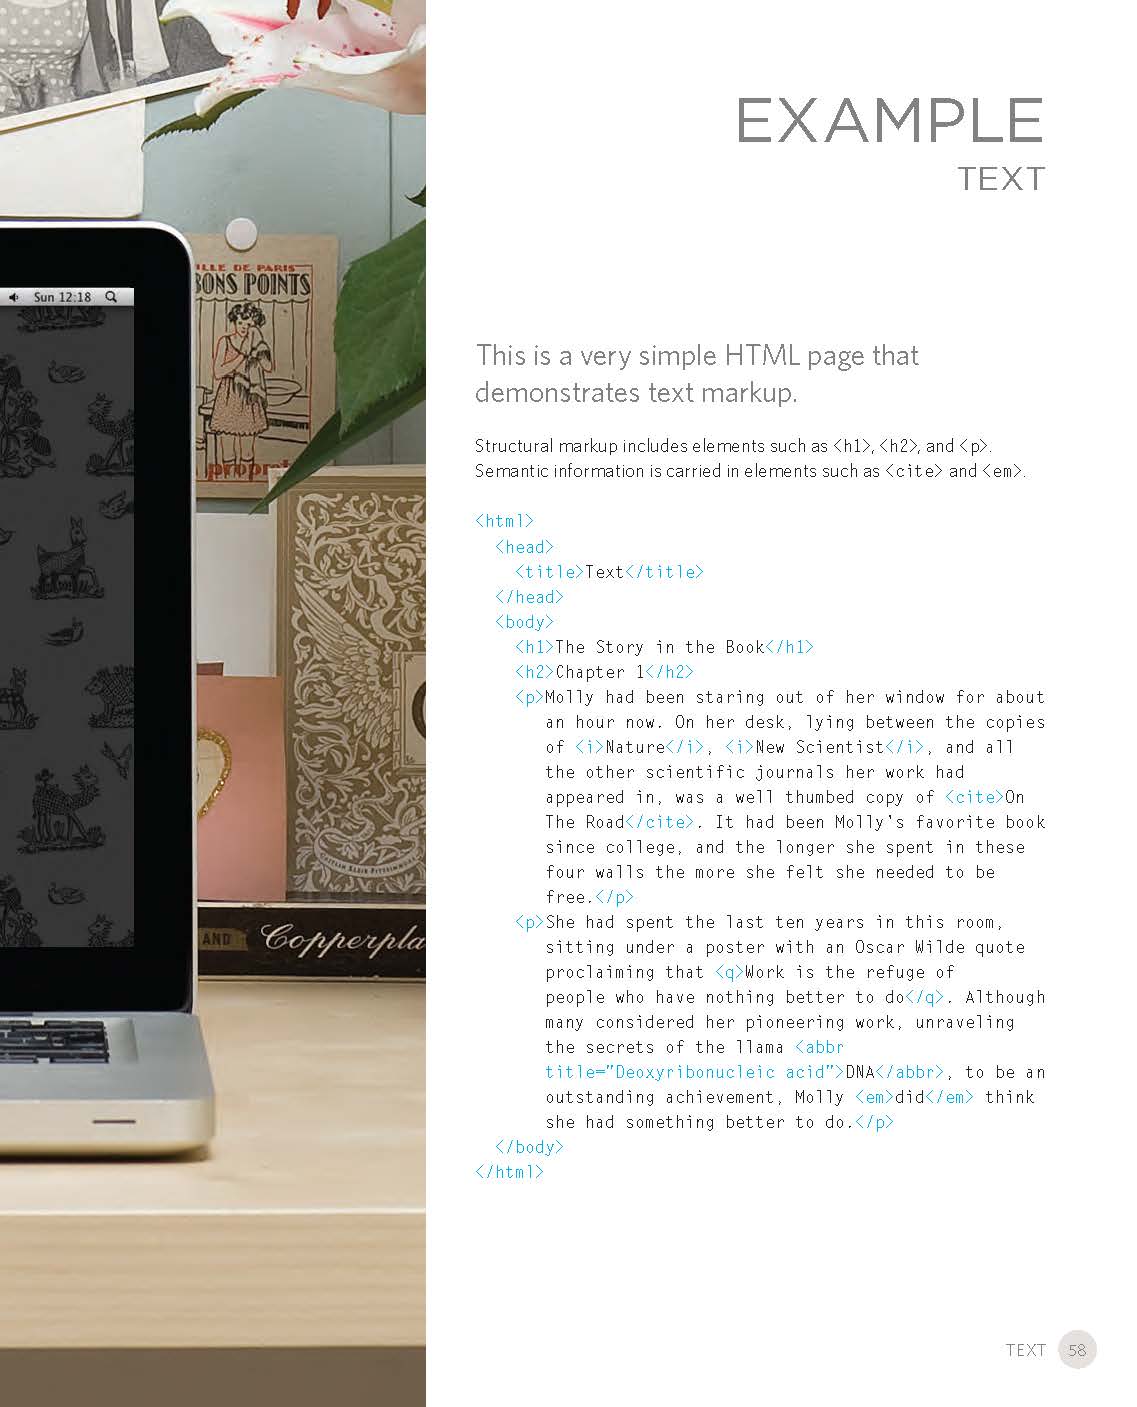 EXAMPLE
TEXT
Sun 12:18
VILLE DE PARIS
BONS POINTS
This is a very simple HTML page that
demonstrates text markup.
Structural markup includes elements such as <h1>, <h2>, and <p>.
Semantic information is carried in elements such as <cite> and <em>.
<html>
<head>
<title>Text</title>
</head>
<body>
<h1>The Story in the Book</h1>
<h2>Chapter 1</h2>
<p>Molly had been staring out of her window for about
an hour now. On her desk, lying between the copies
of <i>Nature</i>, <i>New Scientist</i>, and all
the other scientific journals her work had
appeared in, was a well thumbed copy of <cite>On
The Road</cite>. It had been Molly's favorite book
since college, and the longer she spent in these
four walls the more she felt she needed to be
free.</p>
<p>She had spent the last ten years in this room,
sitting under a poster with an Oscar Wilde quote
proclaiming that <q>Work is the refuge of
people who have nothing better to do</q>. Although
many considered her pioneering work, unraveling
the secrets of the llama <abbr
title="Deoxyribonucleic acid">DNA</abbr>, to be an
outstanding achievement, Molly <em>did</em> think
she had something better to do.</p>
</body>
</html>
AND Copperpla
TEXT 58